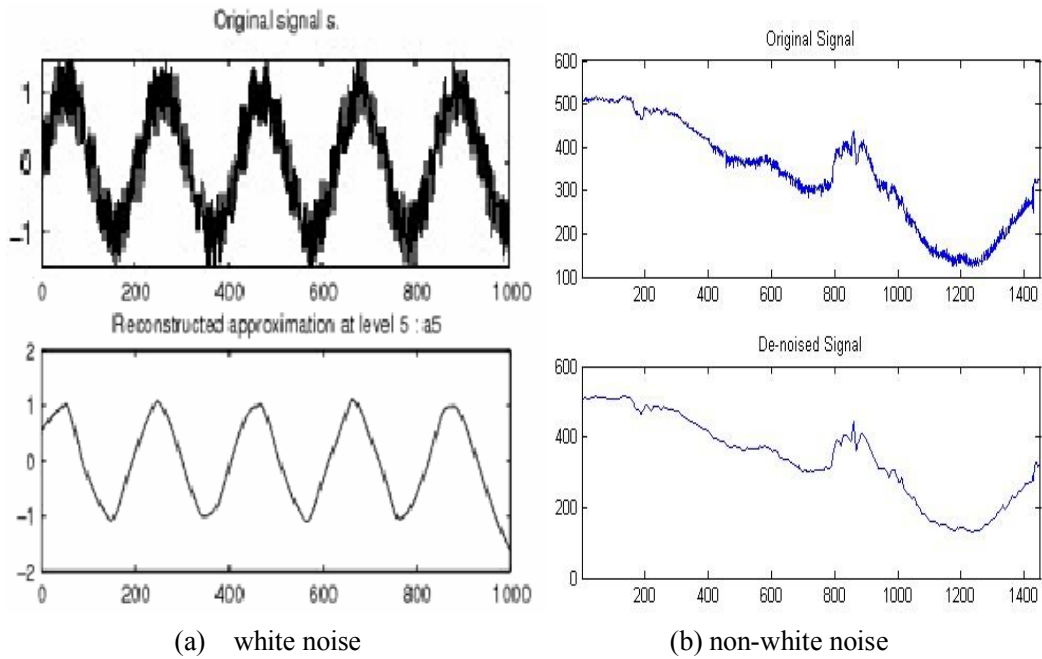 Original signal s.
1
0
-1
0 200 400 600 800 1000
Reconstructed approximation at level 5 : a5
2
1
0
-1
-2
0 200 400 600 800 1000
(a) white noise
Original Signal
600
500
400
300
200
100
200 400 600 800 1000 1200 1400
De-noised Signal
600
400
200
0
200 400 600 800 1000 1200 1400
(b) non-white noise